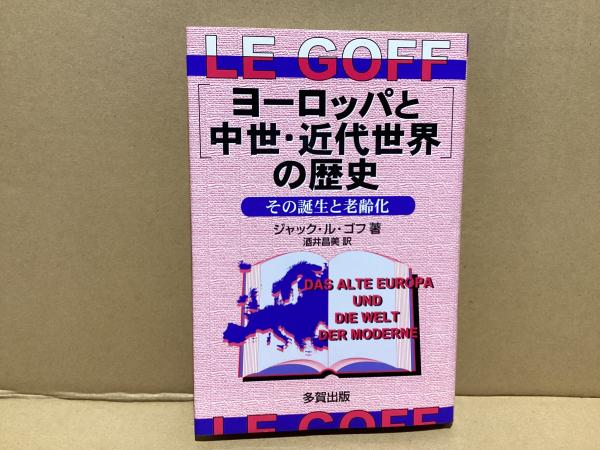 LE GOFF
ヨーロッパと
中世・近代世界
の歴史
その誕生と老齢化
ジャック・ル・ゴフ 著
酒井昌美 訳
DAS ALTE EUROPA
UND
DIE WELT
DER MODERNE
多賀出版
LE GOFF